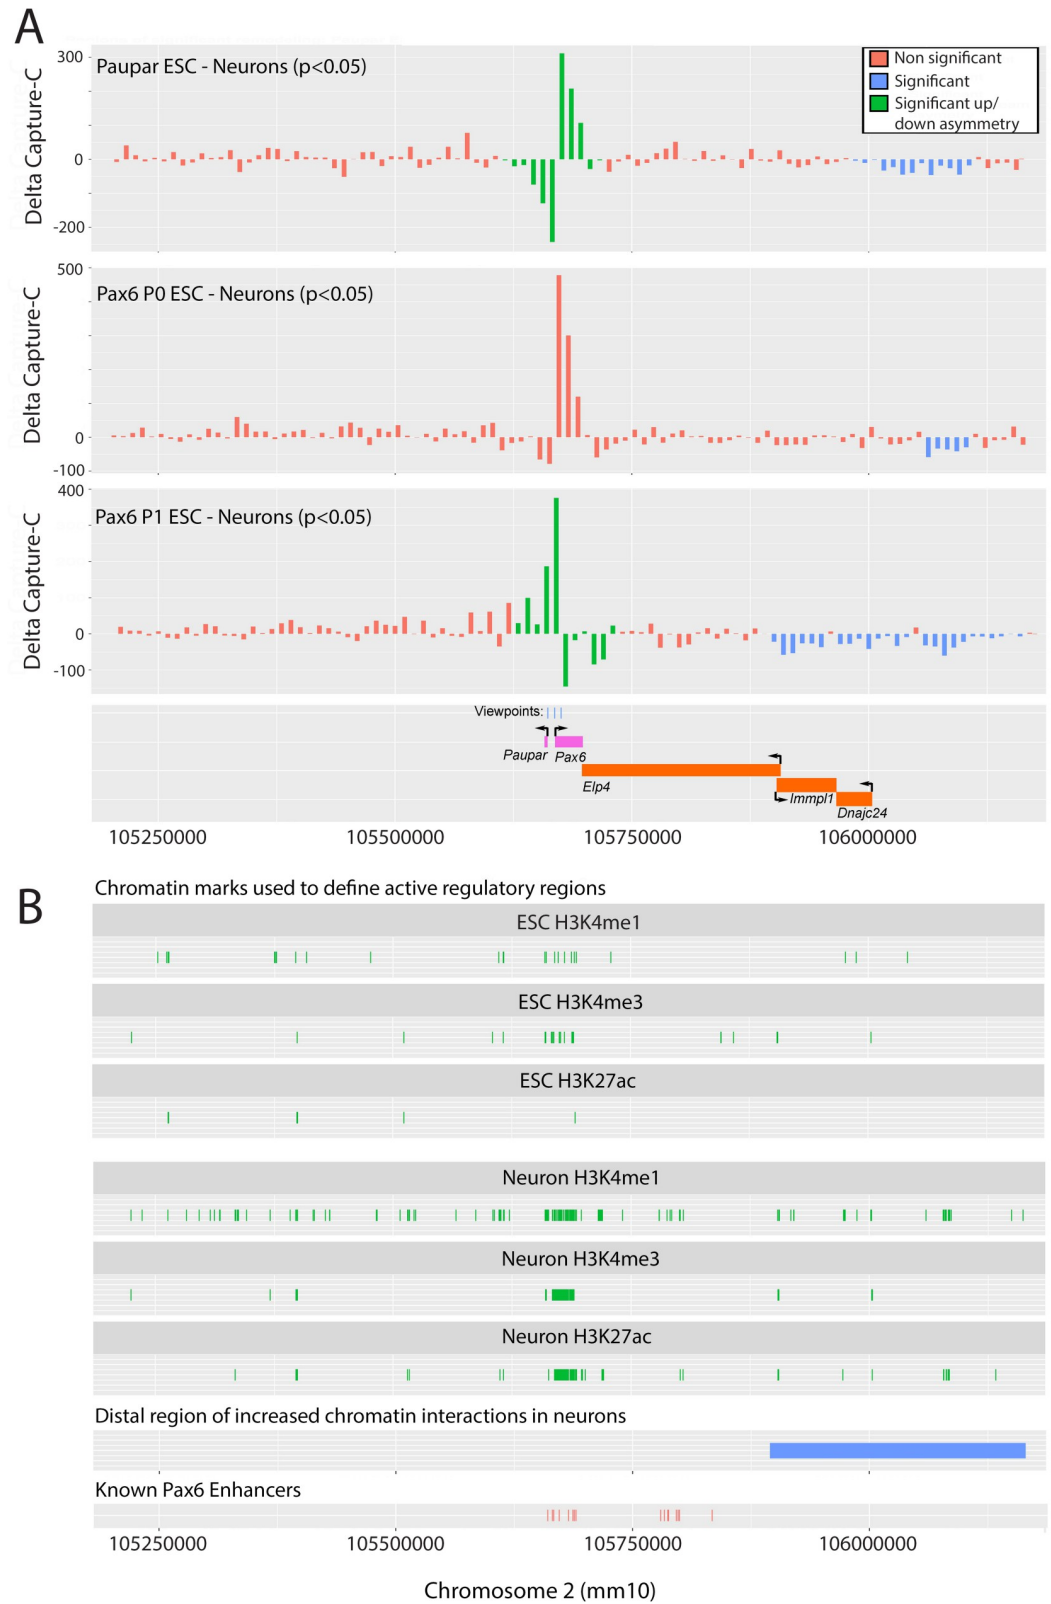 A
Delta Capture-C
300
0
-200
Paupar ESC - Neurons (p<0.05)
Non significant
Significant
Significant up/
down asymmetry
Delta Capture-C
500
0
-100
Pax6 P0 ESC - Neurons (p<0.05)
Delta Capture-C
400
0
-100
Pax6 P1 ESC - Neurons (p<0.05)
Viewpoints:
Paupar
Pax6
Elp4
Immpl1
Dnajc24
105250000 105500000 105750000 106000000
B
Chromatin marks used to define active regulatory regions
ESC H3K4me1
ESC H3K4me3
ESC H3K27ac
Neuron H3K4me1
Neuron H3K4me3
Neuron H3K27ac
Distal region of increased chromatin interactions in neurons
Known Pax6 Enhancers
105250000 105500000 105750000 106000000
Chromosome 2 (mm10)